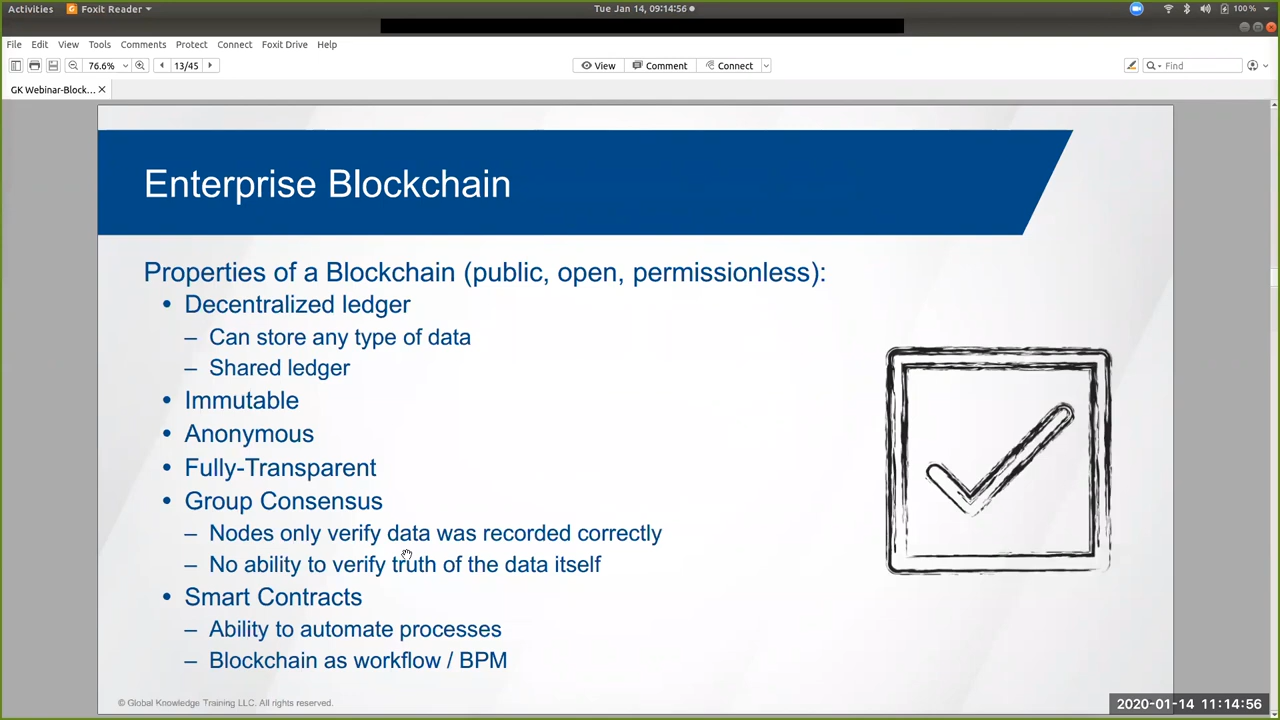 Activities Foxit Reader Tue Jan 14, 09:14:56 100 %
File Edit View Tools Comments Protect Connect Foxit Drive Help
76.6% 13/45 View Comment Connect Find
GK Webinar-Block...
Enterprise Blockchain
Properties of a Blockchain (public, open, permissionless):
• Decentralized ledger
– Can store any type of data
– Shared ledger
• Immutable
• Anonymous
• Fully-Transparent
• Group Consensus
– Nodes only verify data was recorded correctly
– No ability to verify truth of the data itself
• Smart Contracts
– Ability to automate processes
– Blockchain as workflow / BPM
© Global Knowledge Training LLC. All rights reserved.
2020-01-14 11:14:56